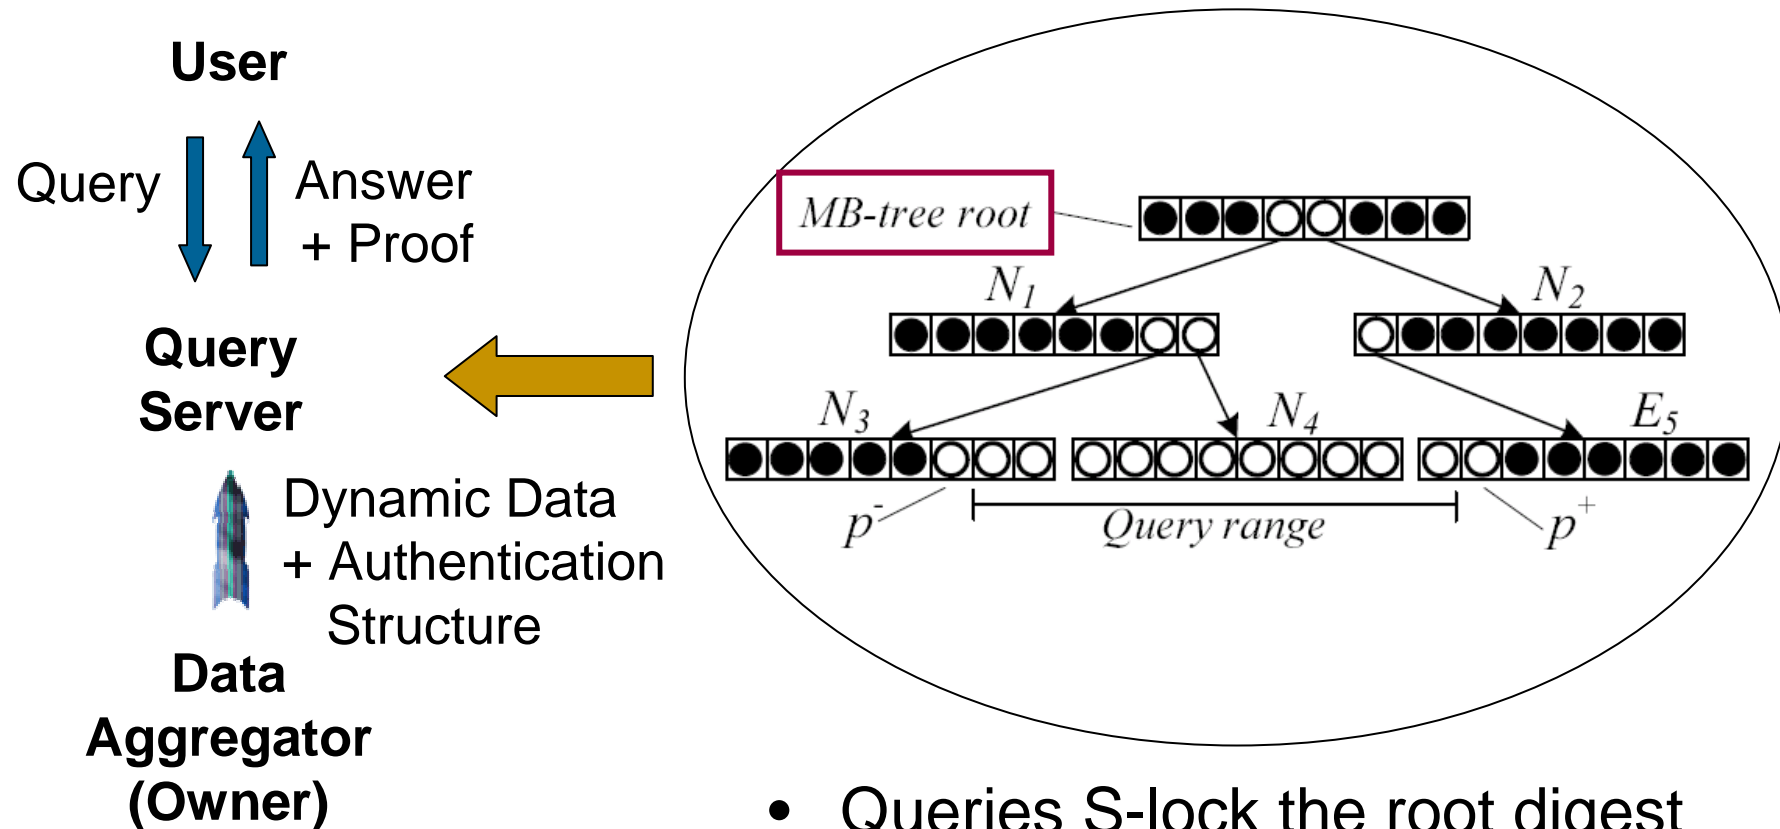 User
Query
Answer
+ Proof
Query
Server
Dynamic Data
+ Authentication
Structure
Data
Aggregator
(Owner)
MB-tree root
N1
N2
N3
N4
E5
p-
Query range
p+
• Queries S-lock the root digest